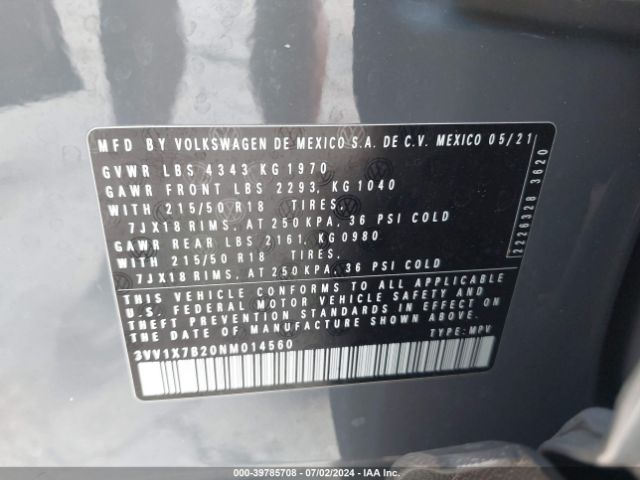 MFD BY VOLKSWAGEN DE MEXICO S.A. DE C.V. MEXICO 05/21
GVWR LBS 4343 KG 1970
GAWR FRONT LBS 2293, KG 1040
WITH 215/50 R18 TIRES,
7JX18 RIMS, AT 250 KPA, 36 PSI COLD
GAWR REAR LBS 2161, KG 0980
WITH 215/50 R18 TIRES,
7JX18 RIMS, AT 250 KPA, 36 PSI COLD
THIS VEHICLE CONFORMS TO ALL APPLICABLE
U.S. FEDERAL MOTOR VEHICLE SAFETY AND
THEFT PREVENTION STANDARDS IN EFFECT ON
THE DATE OF MANUFACTURE SHOWN ABOVE.
3VV1X7B20NM014560 TYPE: MPV
2226328 3620
000-39785708 - 07/02/2024 - IAA Inc.